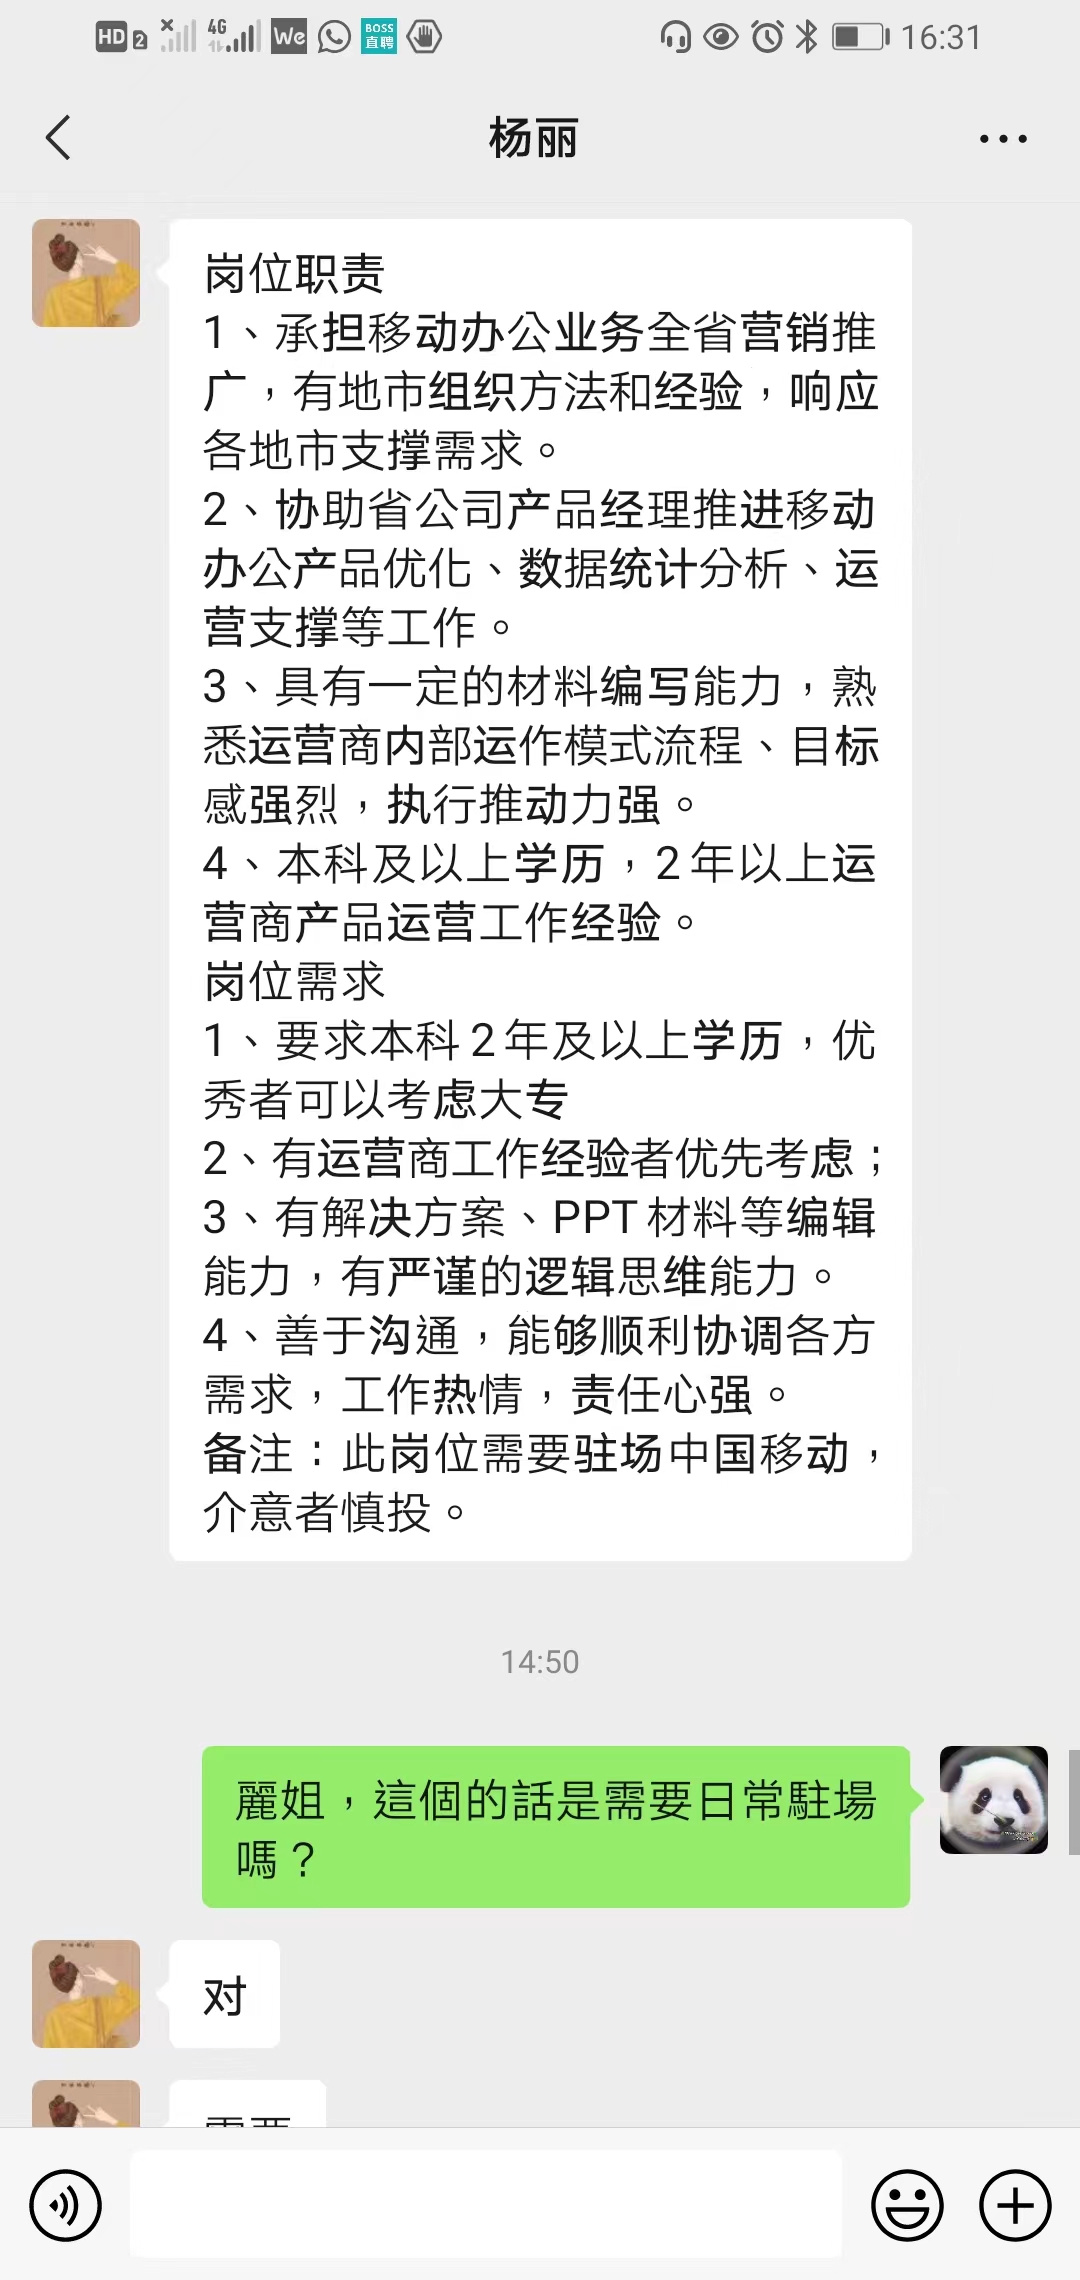 HD 2 4G We BOSS 直聘 16:31
杨丽
岗位职责
1、承担移动办公业务全省营销推
广，有地市组织方法和经验，响应
各地市支撑需求。
2、协助省公司产品经理推进移动
办公产品优化、数据统计分析、运
营支撑等工作。
3、具有一定的材料编写能力，熟
悉运营商内部运作模式流程、目标
感强烈，执行推动力强。
4、本科及以上学历，2年以上运
营商产品运营工作经验。
岗位需求
1、要求本科2年及以上学历，优
秀者可以考虑大专
2、有运营商工作经验者优先考虑；
3、有解决方案、PPT材料等编辑
能力，有严谨的逻辑思维能力。
4、善于沟通，能够顺利协调各方
需求，工作热情，责任心强。
备注：此岗位需要驻场中国移动，
介意者慎投。
14:50
麗姐，這個的話是需要日常駐場
嗎？
对
需要